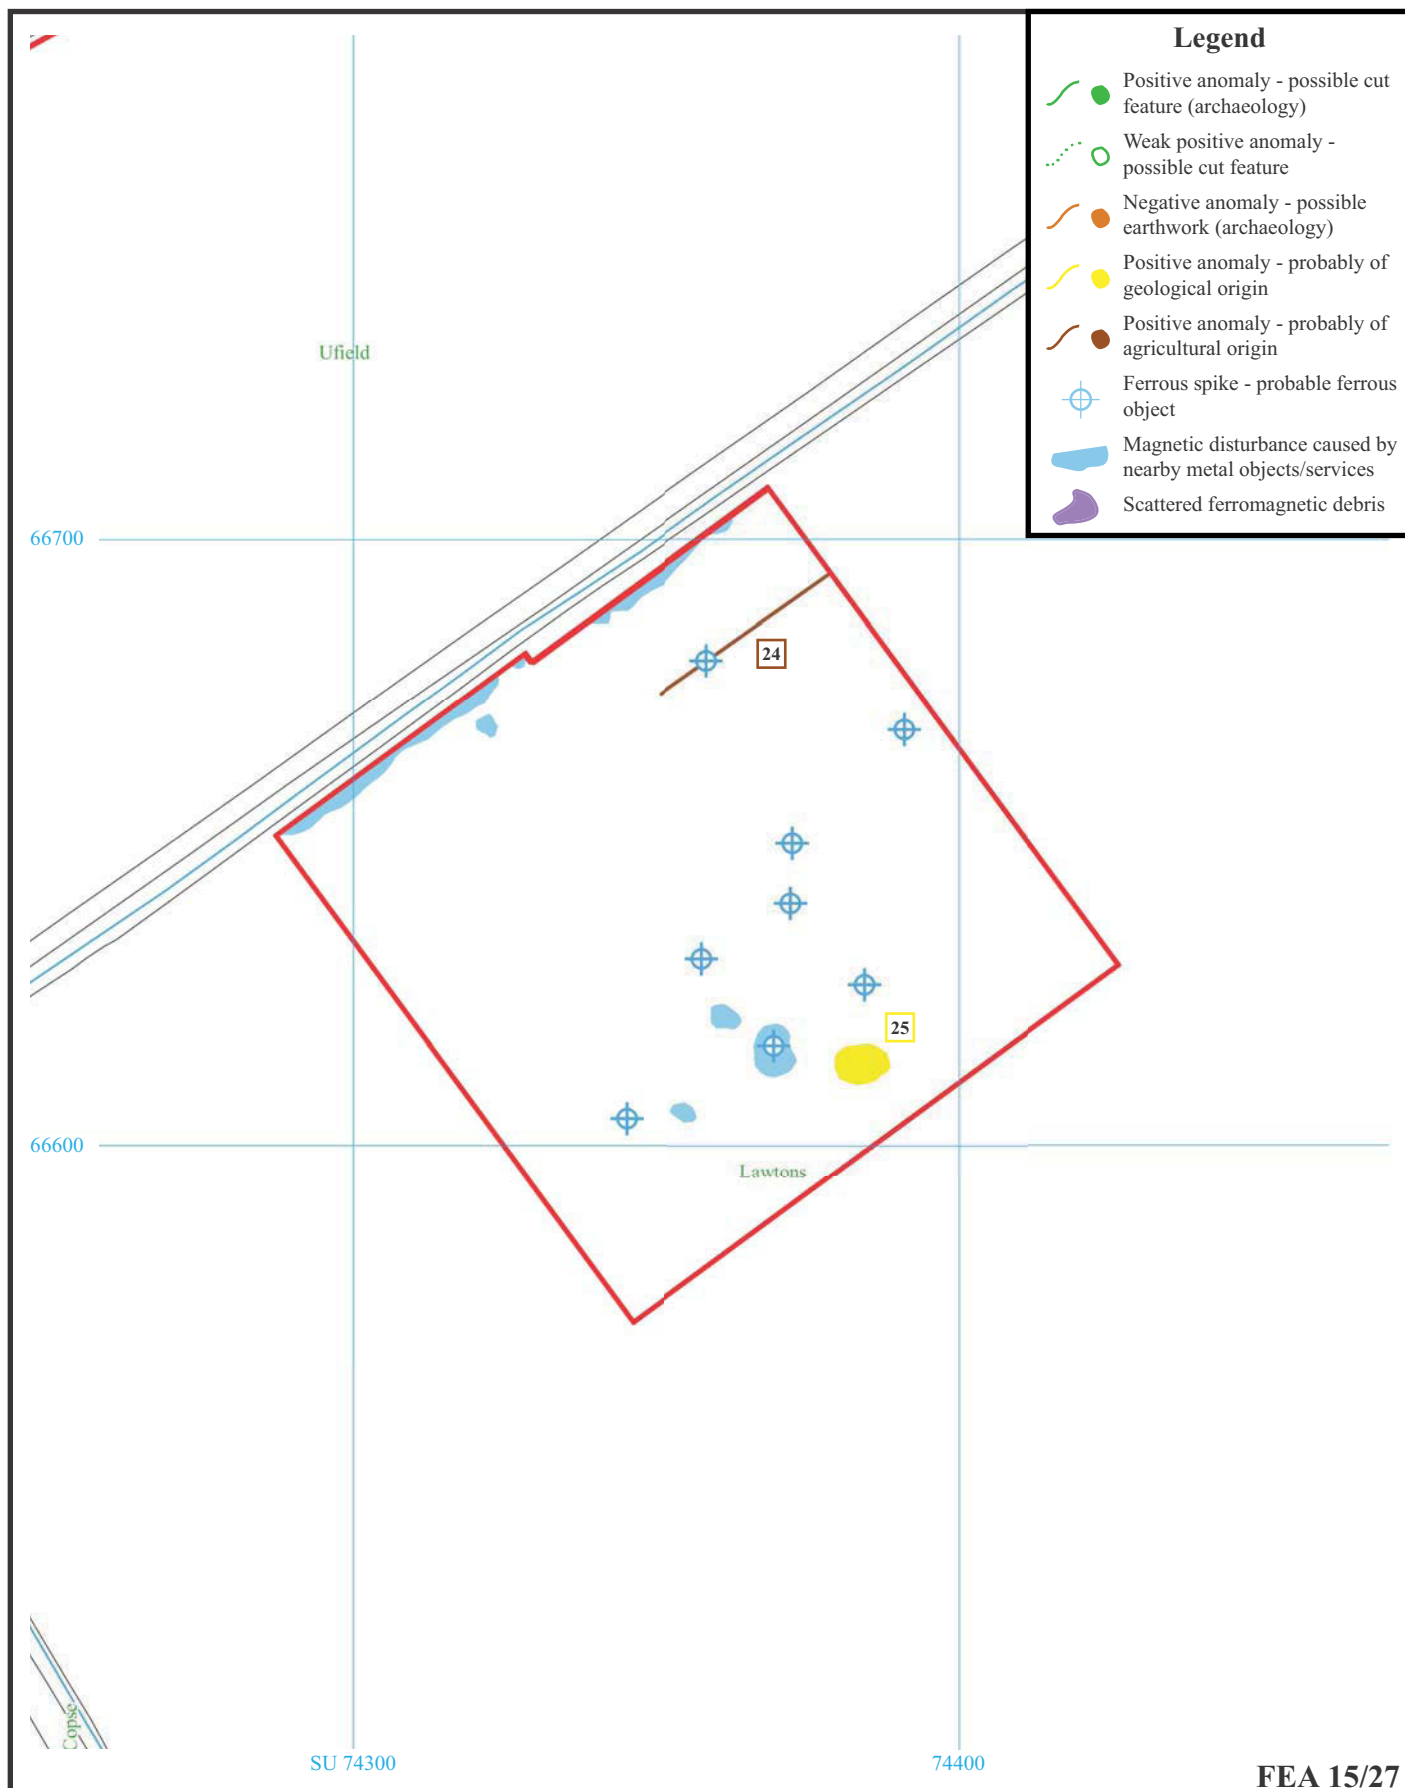 Legend
Positive anomaly - possible cut
feature (archaeology)
Weak positive anomaly -
possible cut feature
Negative anomaly - possible
earthwork (archaeology)
Positive anomaly - probably of
geological origin
Positive anomaly - probably of
agricultural origin
Ferrous spike - probable ferrous
object
Magnetic disturbance caused by
nearby metal objects/services
Scattered ferromagnetic debris
Ufield
66700
24
25
66600
Lawtons
Copse
SU 74300
74400
FEA 15/27